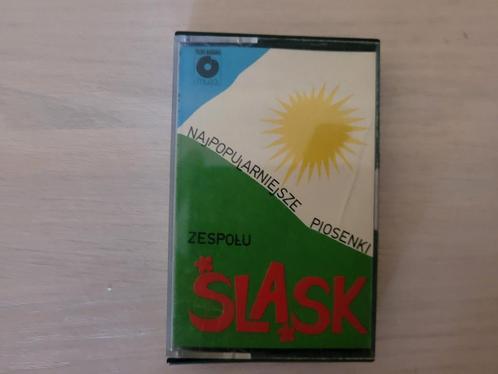 NAJPOPULARNIEJSZE PIOSENKI
ZESPOŁU
ŚLĄSK